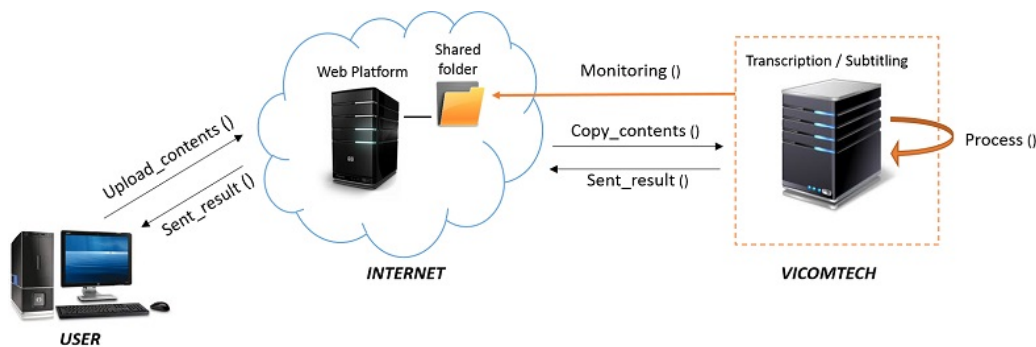 Shared
folder
Web Platform
Monitoring ()
Transcription / Subtitling
Upload_contents ()
Copy_contents ()
Process ()
Sent_result ()
Sent_result ()
INTERNET
VICOMTECH
USER